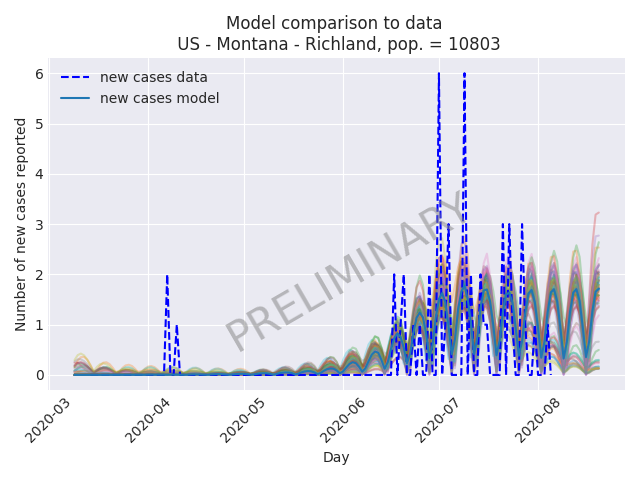 Model comparison to data
US - Montana - Richland, pop. = 10803
new cases data
new cases model
PRELIMINARY
Number of new cases reported
6
5
4
3
2
1
0
2020-03
2020-04
2020-05
2020-06
2020-07
2020-08
Day